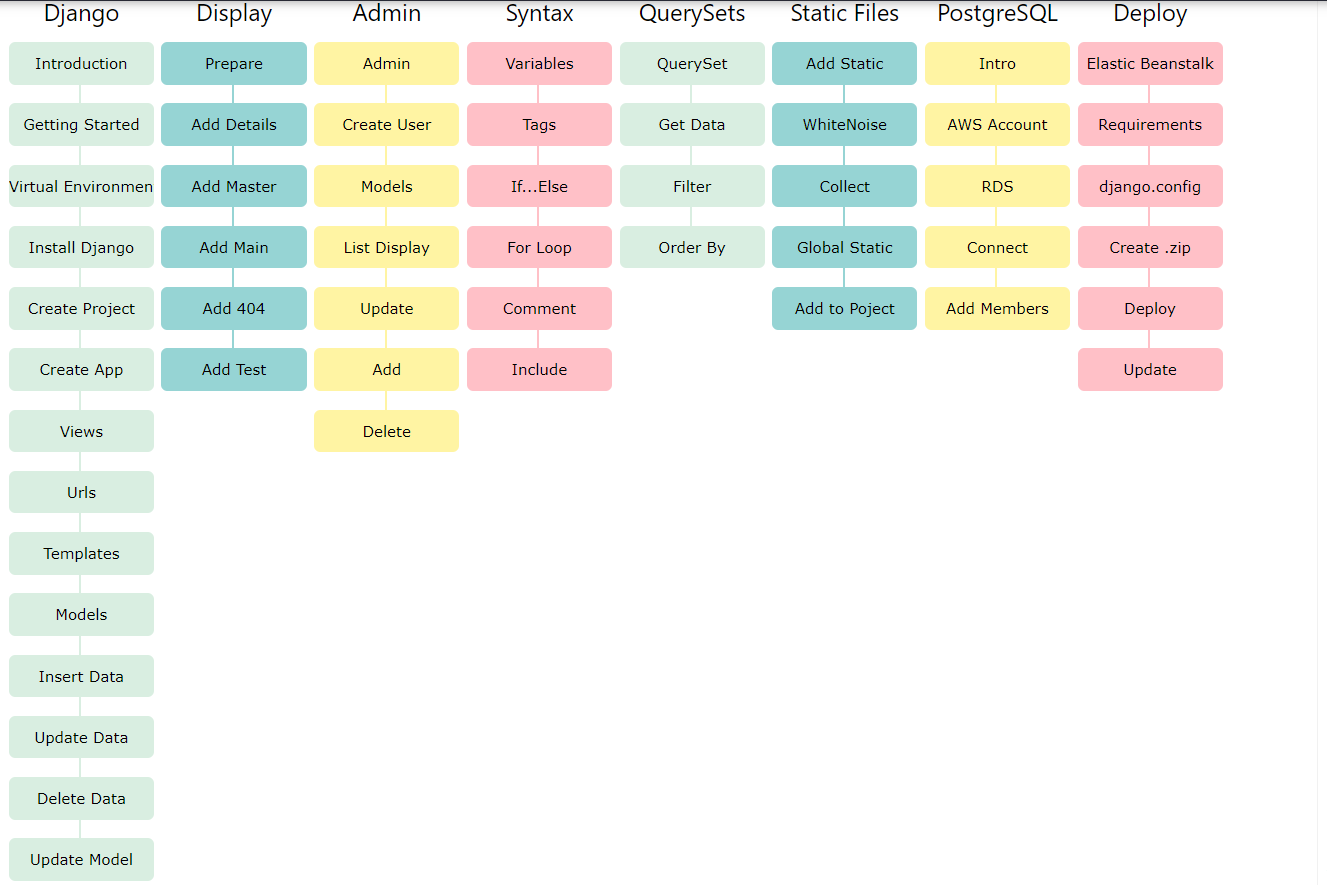 Django
Introduction
Getting Started
Virtual Environmen
Install Django
Create Project
Create App
Views
Urls
Templates
Models
Insert Data
Update Data
Delete Data
Update Model
Display
Prepare
Add Details
Add Master
Add Main
Add 404
Add Test
Admin
Admin
Create User
Models
List Display
Update
Add
Delete
Syntax
Variables
Tags
If...Else
For Loop
Comment
Include
QuerySets
QuerySet
Get Data
Filter
Order By
Static Files
Add Static
WhiteNoise
Collect
Global Static
Add to Poject
PostgreSQL
Intro
AWS Account
RDS
Connect
Add Members
Deploy
Elastic Beanstalk
Requirements
django.config
Create .zip
Deploy
Update